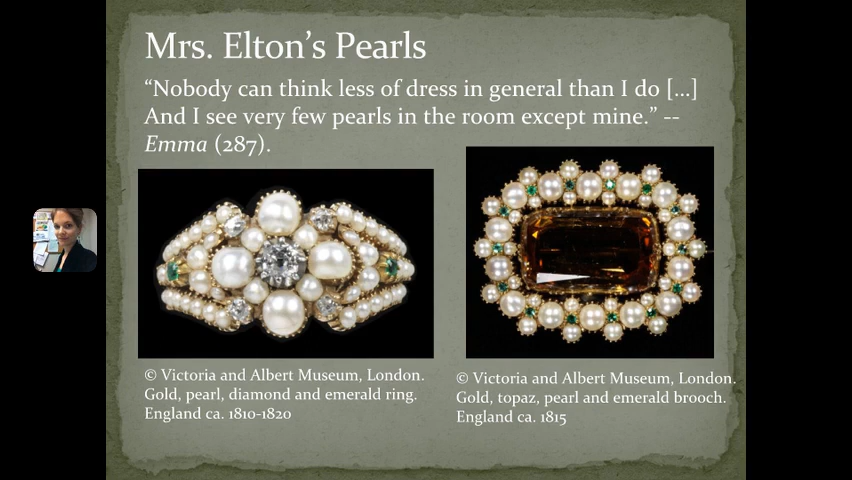 Mrs. Elton's Pearls
“Nobody can think less of dress in general than I do [...]
And I see very few pearls in the room except mine.” --
Emma (287).
© Victoria and Albert Museum, London.
Gold, pearl, diamond and emerald ring.
England ca. 1810-1820
© Victoria and Albert Museum, London.
Gold, topaz, pearl and emerald brooch.
England ca. 1815